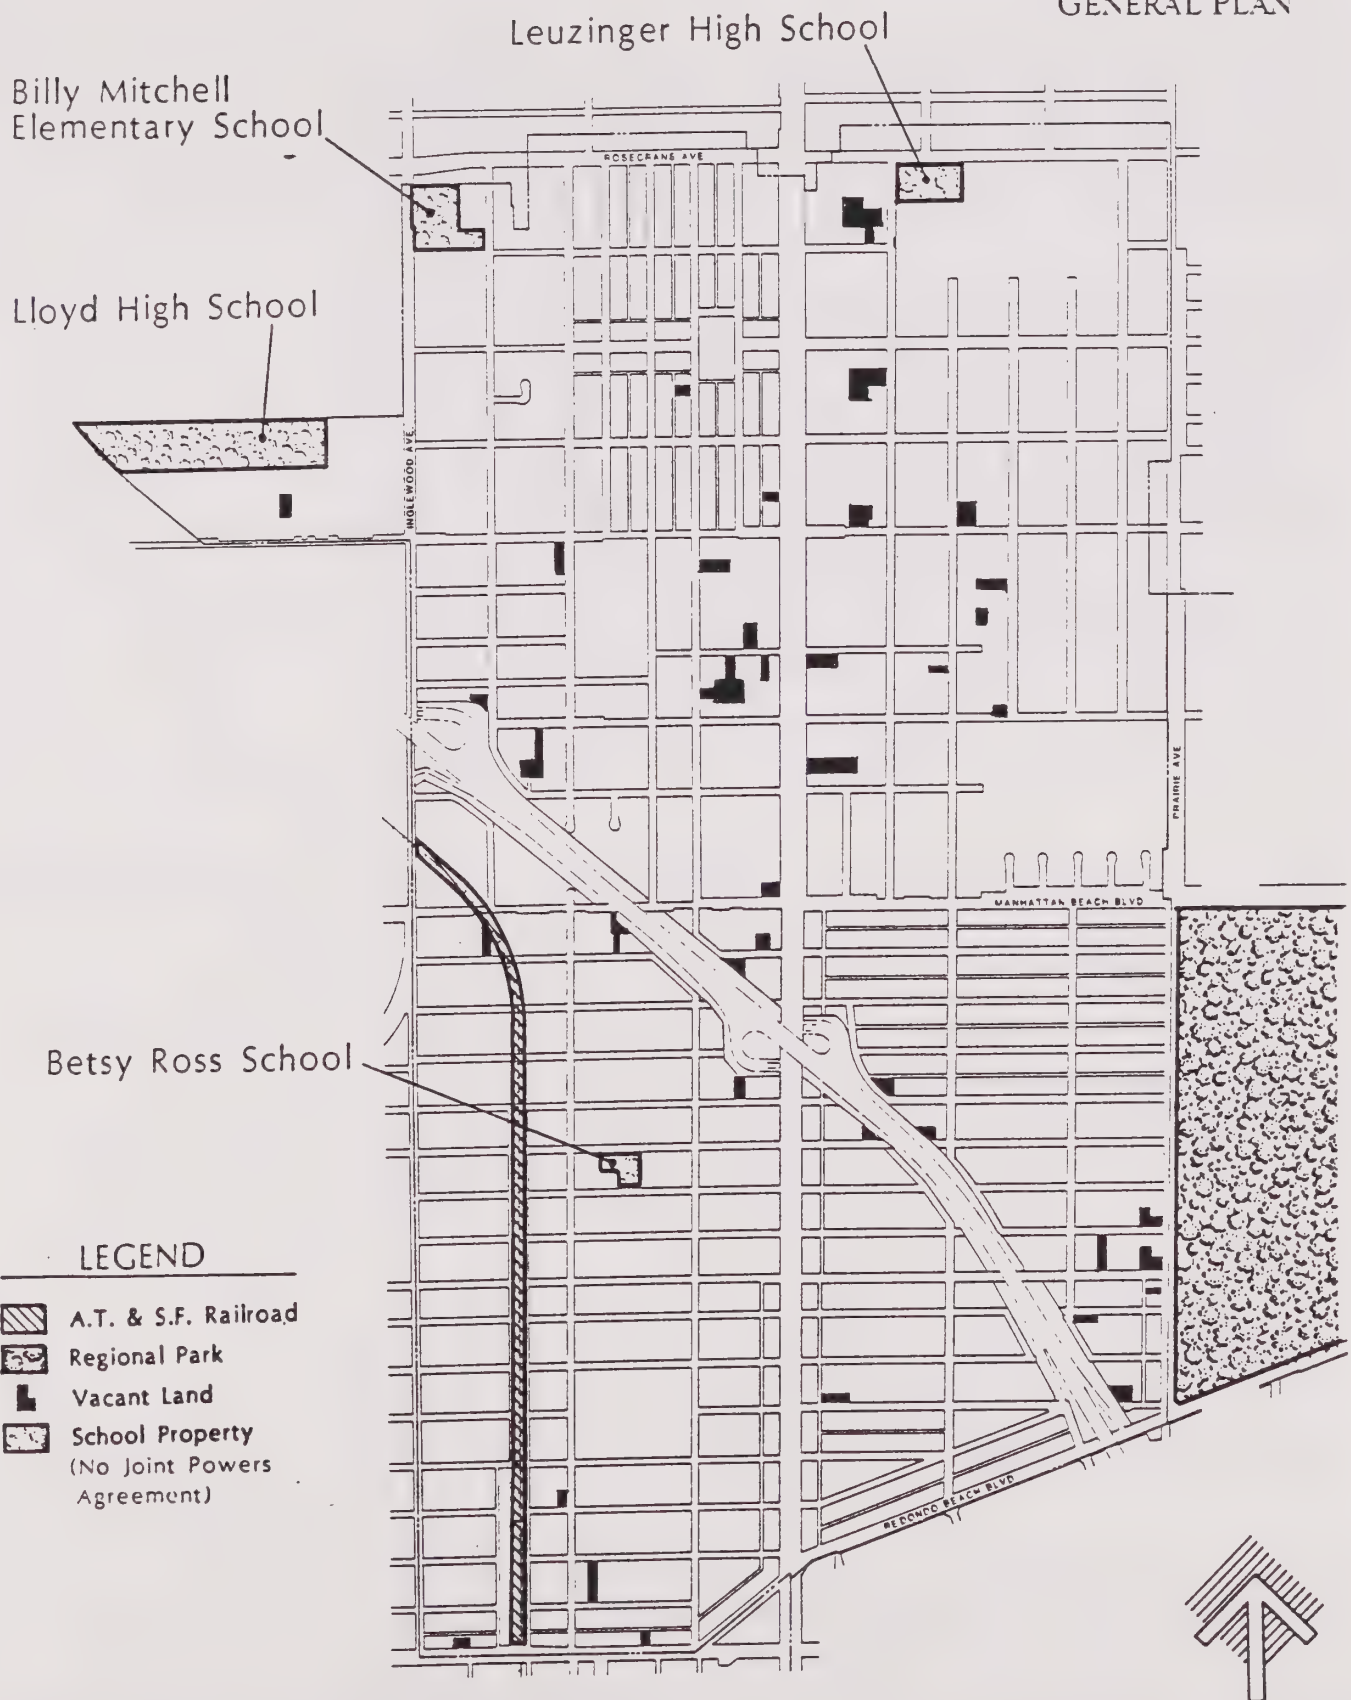 GENERAL PLAN
Leuzinger High School
Billy Mitchell
Elementary School
ROSECRANS AVE
Lloyd High School
INGLEWOOD AVE
PRAIRIE AVE
MANHATTAN BEACH BLVD
Betsy Ross School
LEGEND
A.T. & S.F. Railroad
Regional Park
Vacant Land
School Property
(No Joint Powers
Agreement)
REDONDO BEACH BLVD